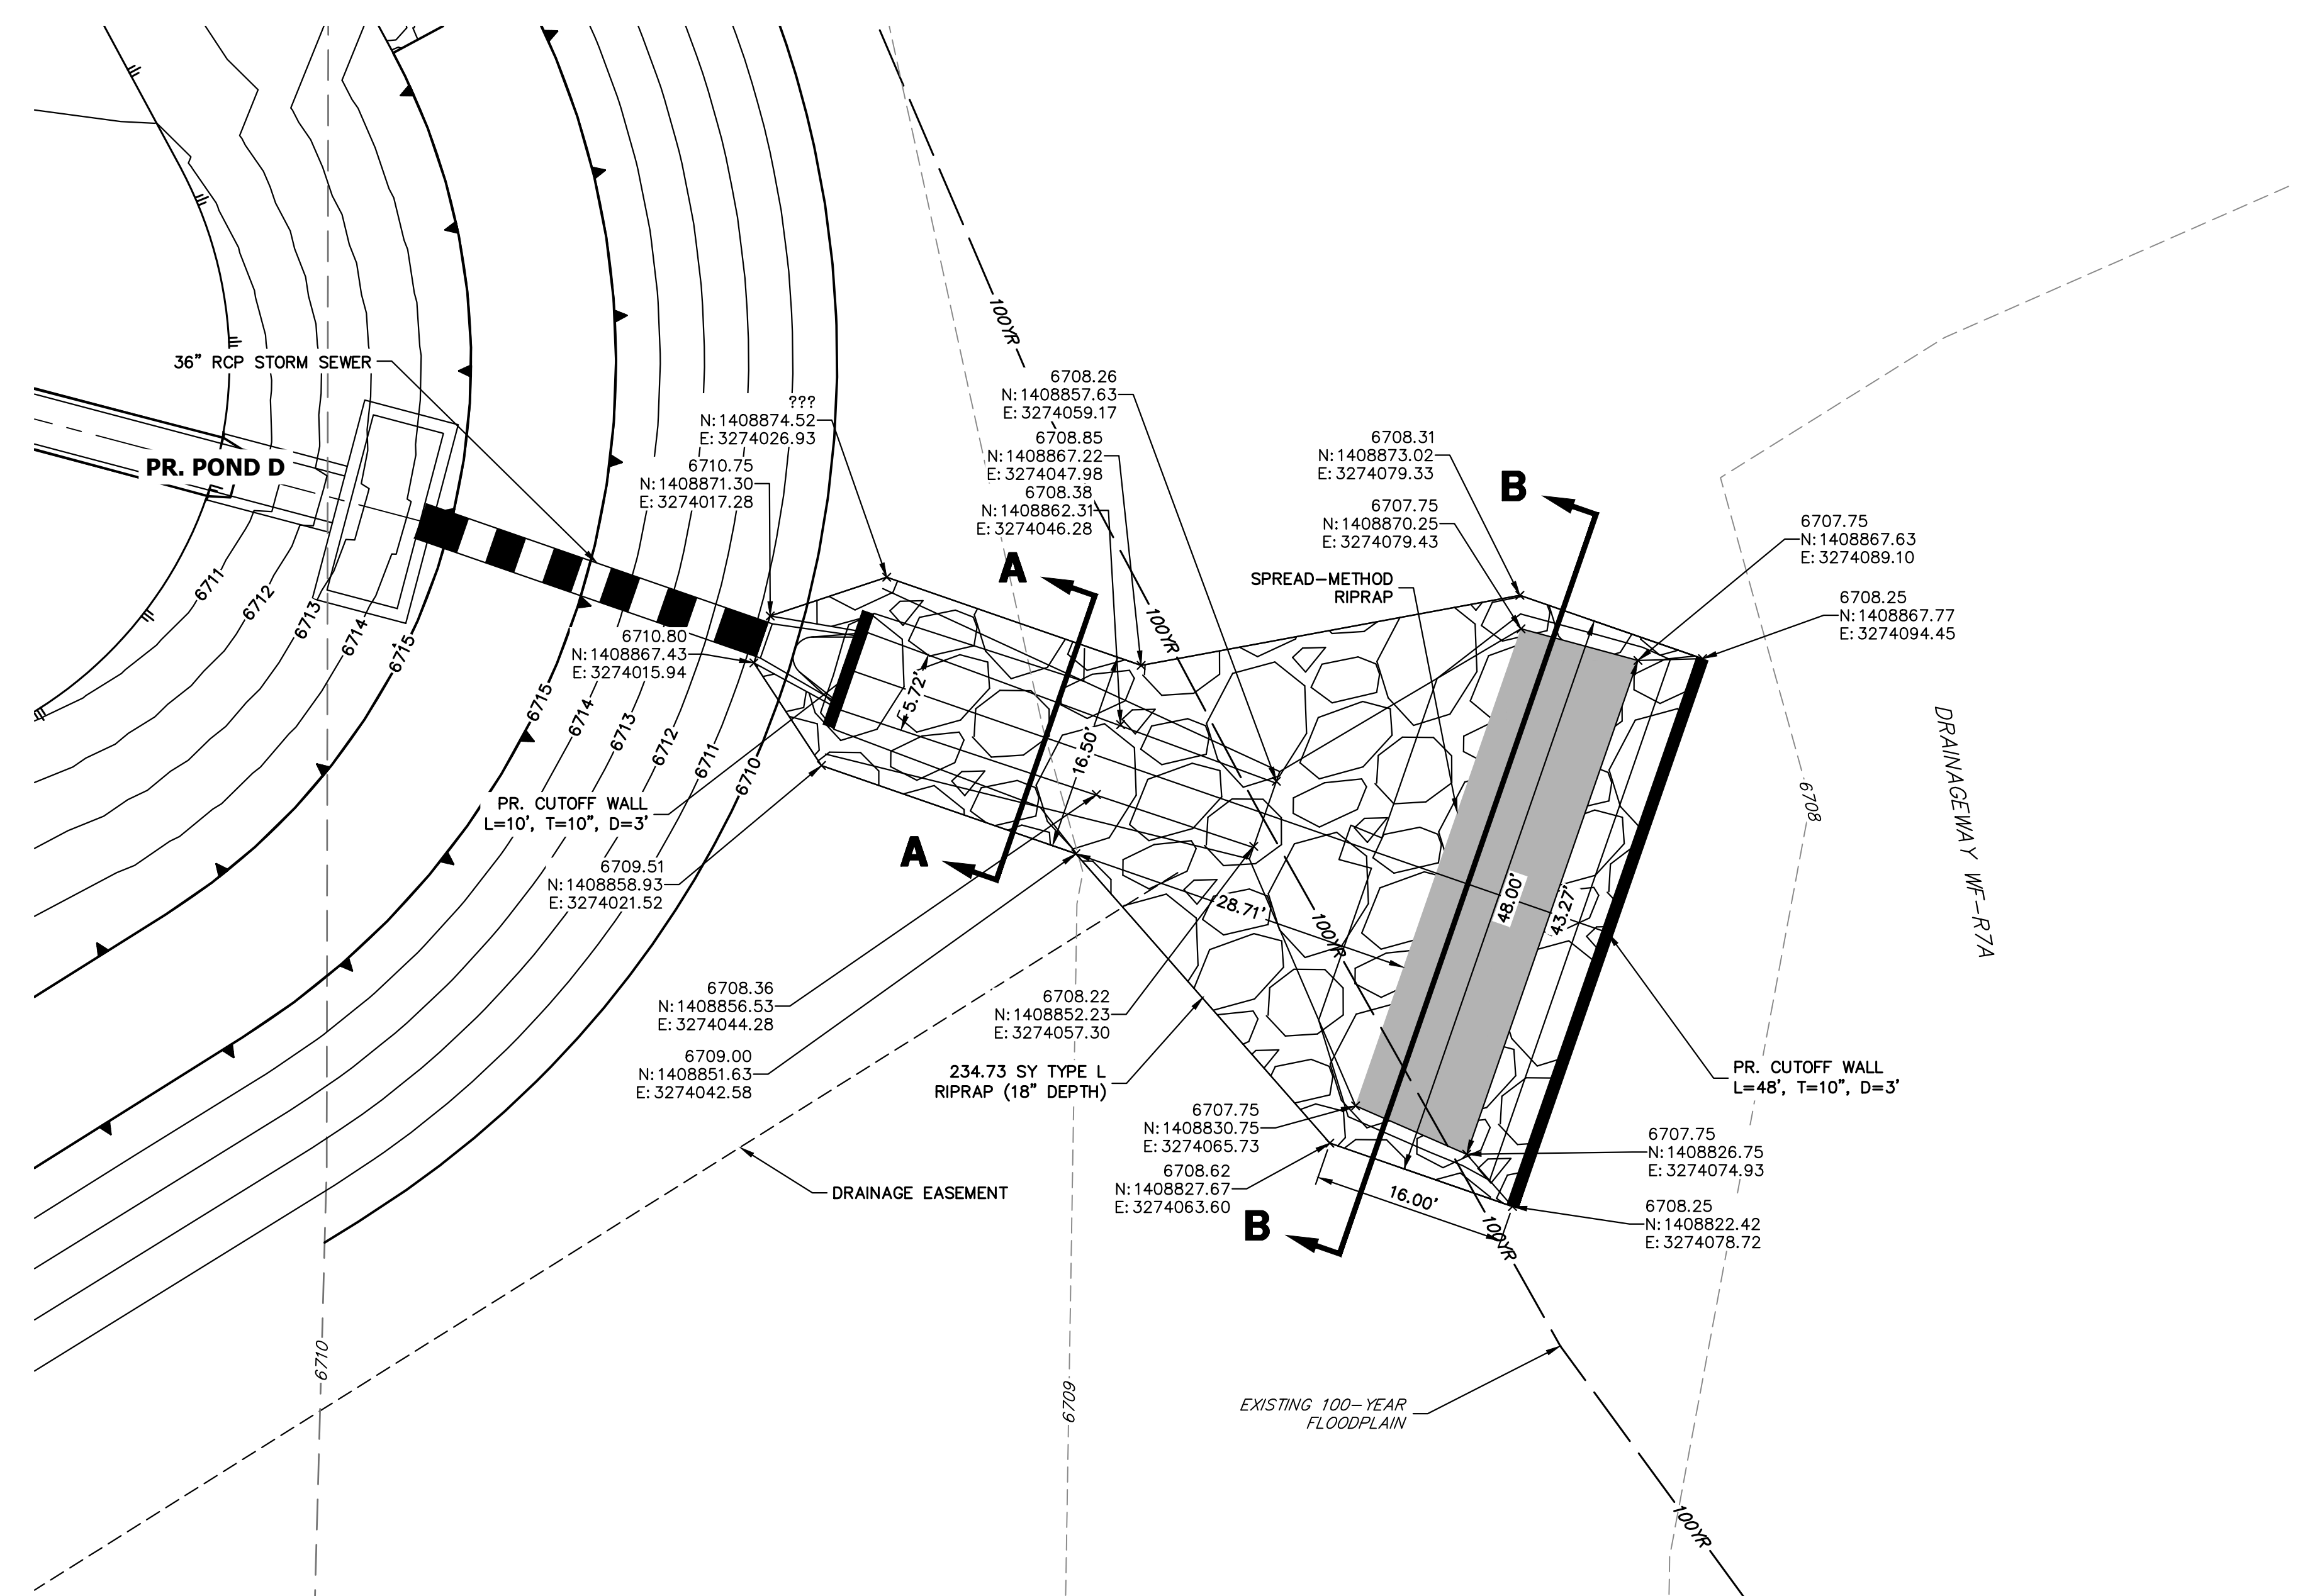 36" RCP STORM SEWER
PR. POND D
6711
6712
6713
6714
6715
6715
6714
6713
6712
6711
6710
100YR
???
N: 1408874.52
E: 3274026.93
6710.75
N: 1408871.30
E: 3274017.28
6710.80
N: 1408867.43
E: 3274015.94
6708.26
N: 1408857.63
E: 3274059.17
6708.85
N: 1408867.22
E: 3274047.98
6708.38
N: 1408862.31
E: 3274046.28
A
A
100YR
5.72'
16.50'
6708.31
N: 1408873.02
E: 3274079.33
6707.75
N: 1408870.25
E: 3274079.43
B
SPREAD-METHOD
RIPRAP
6707.75
N: 1408867.63
E: 3274089.10
6708.25
N: 1408867.77
E: 3274094.45
DRAINAGEWAY WF-R7A
6708
PR. CUTOFF WALL
L=10', T=10", D=3'
6709.51
N: 1408858.93
E: 3274021.52
28.71'
100YR
48.00'
43.27'
6708.36
N: 1408856.53
E: 3274044.28
6709.00
N: 1408851.63
E: 3274042.58
6708.22
N: 1408852.23
E: 3274057.30
234.73 SY TYPE L
RIPRAP (18" DEPTH)
6707.75
N: 1408830.75
E: 3274065.73
6708.62
N: 1408827.67
E: 3274063.60
B
16.00'
100YR
PR. CUTOFF WALL
L=48', T=10", D=3'
6707.75
N: 1408826.75
E: 3274074.93
6708.25
N: 1408822.42
E: 3274078.72
DRAINAGE EASEMENT
6710
6709
EXISTING 100-YEAR
FLOODPLAIN
100YR